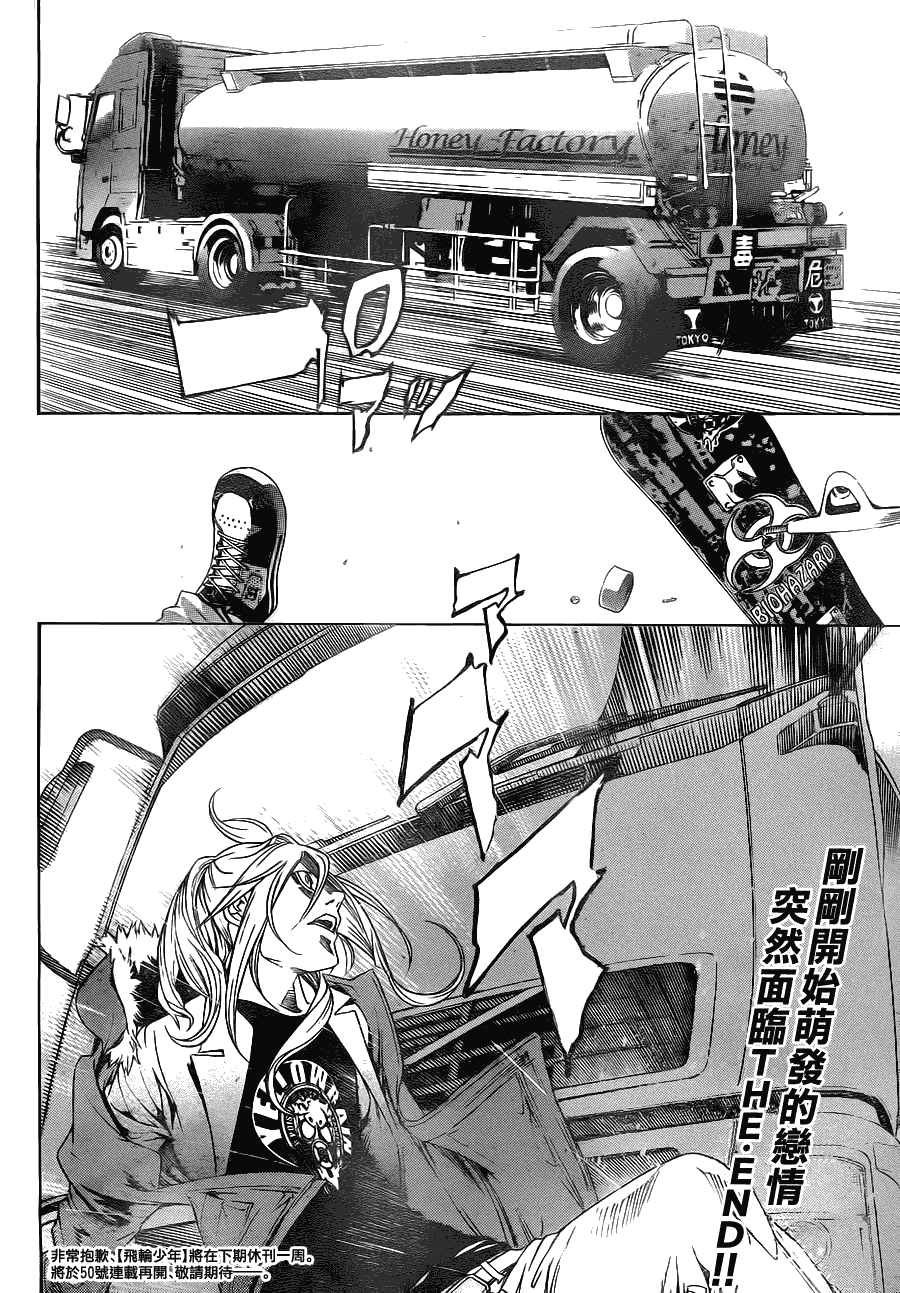 Honey Factory
Honey
毒
危
TOKYO
TOKYO
BIOHAZARD
剛剛開始萌發的戀情
突然面臨THE・END!!
非常抱歉、【飛輪少年】將在下期休刊一周。
將於50號連載再開、敬請期待──。